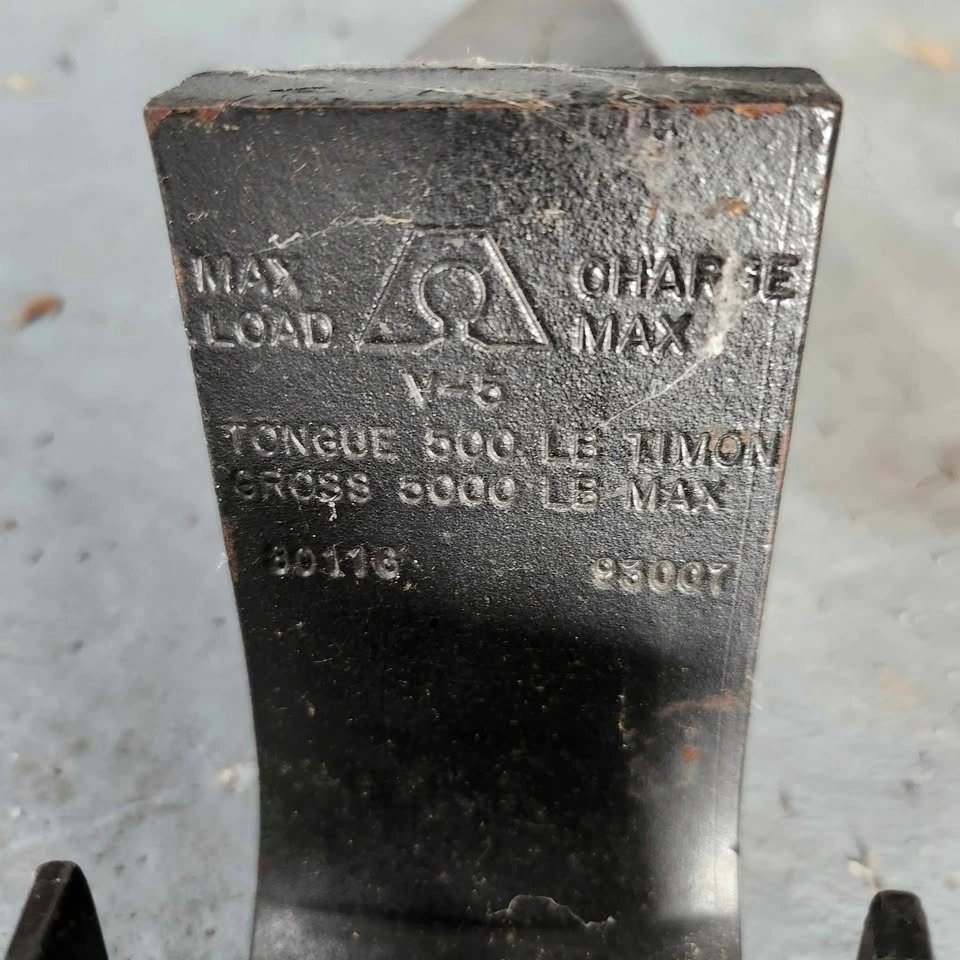 MAX LOAD
CHARGE MAX
V-5
TONGUE 500 LB TIMON
GROSS 5000 LB MAX
80116 93007